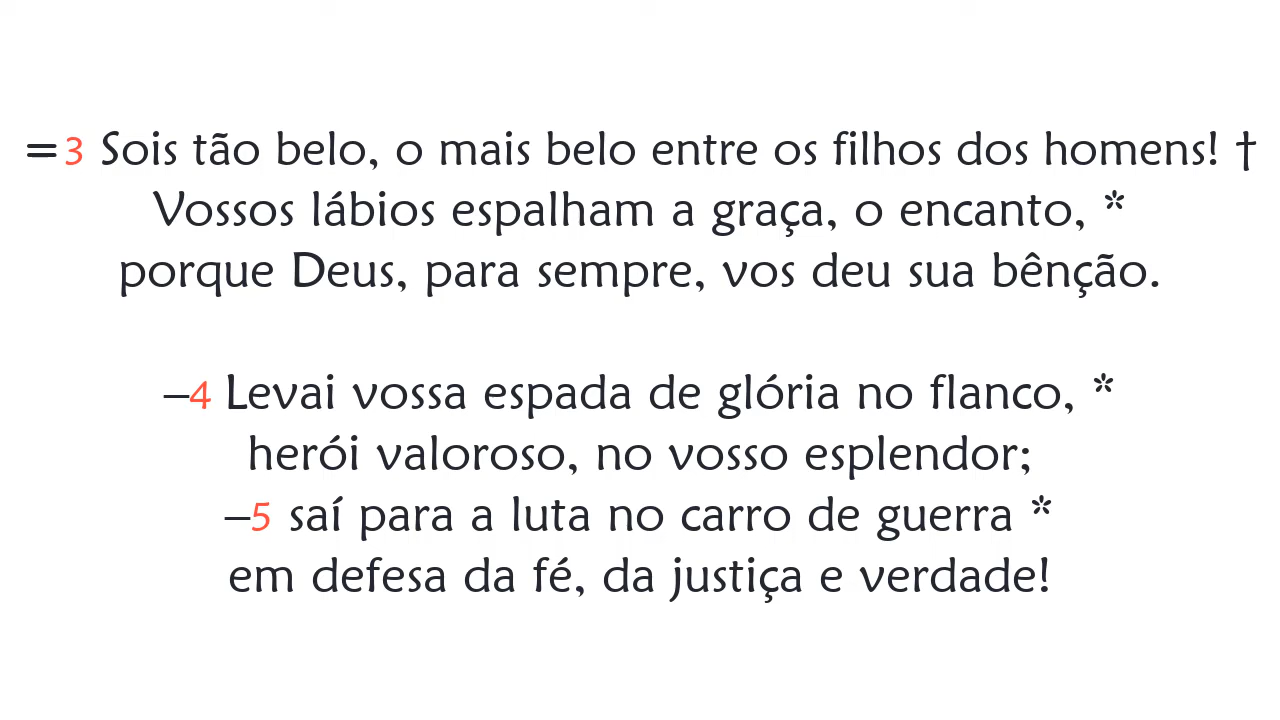 =3 Sois tão belo, o mais belo entre os filhos dos homens! †
Vossos lábios espalham a graça, o encanto, *
porque Deus, para sempre, vos deu sua bênção.
–4 Levai vossa espada de glória no flanco, *
herói valoroso, no vosso esplendor;
–5 saí para a luta no carro de guerra *
em defesa da fé, da justiça e verdade!